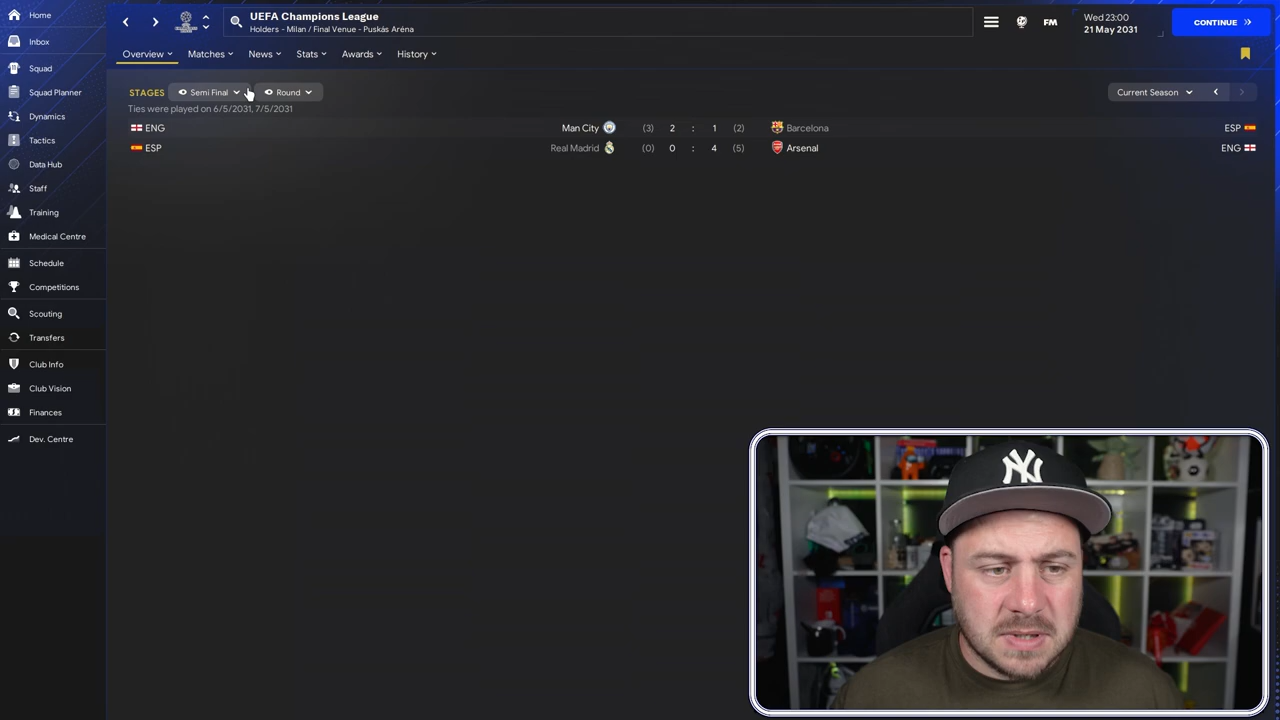 Home
UEFA Champions League
Holders - Milan / Final Venue - Puskás Aréna
FM
Wed 23:00
21 May 2031
CONTINUE
Inbox
Overview Matches News Stats Awards History
Squad
Squad Planner
STAGES Semi Final Round Current Season
Ties were played on 6/5/2031, 7/5/2031
Dynamics
ENG Man City (3) 2 : 1 (2) Barcelona ESP
Tactics
ESP Real Madrid (0) 0 : 4 (5) Arsenal ENG
Data Hub
Staff
Training
Medical Centre
Schedule
Competitions
Scouting
Transfers
Club Info
Club Vision
Finances
Dev. Centre
NY